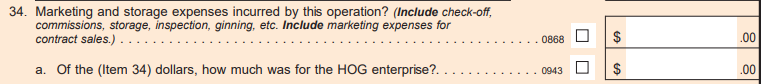 34. Marketing and storage expenses incurred by this operation? (Include check-off,
commissions, storage, inspection, ginning, etc. Include marketing expenses for
contract sales.) . . . . . . . . . . . . . . . . . . . . . . . . . . . . . . . . . . . . . . . . . . . . . . . . . . . . 0868 $ .00
a. Of the (Item 34) dollars, how much was for the HOG enterprise?. . . . . . . . . . . . . 0943 $ .00